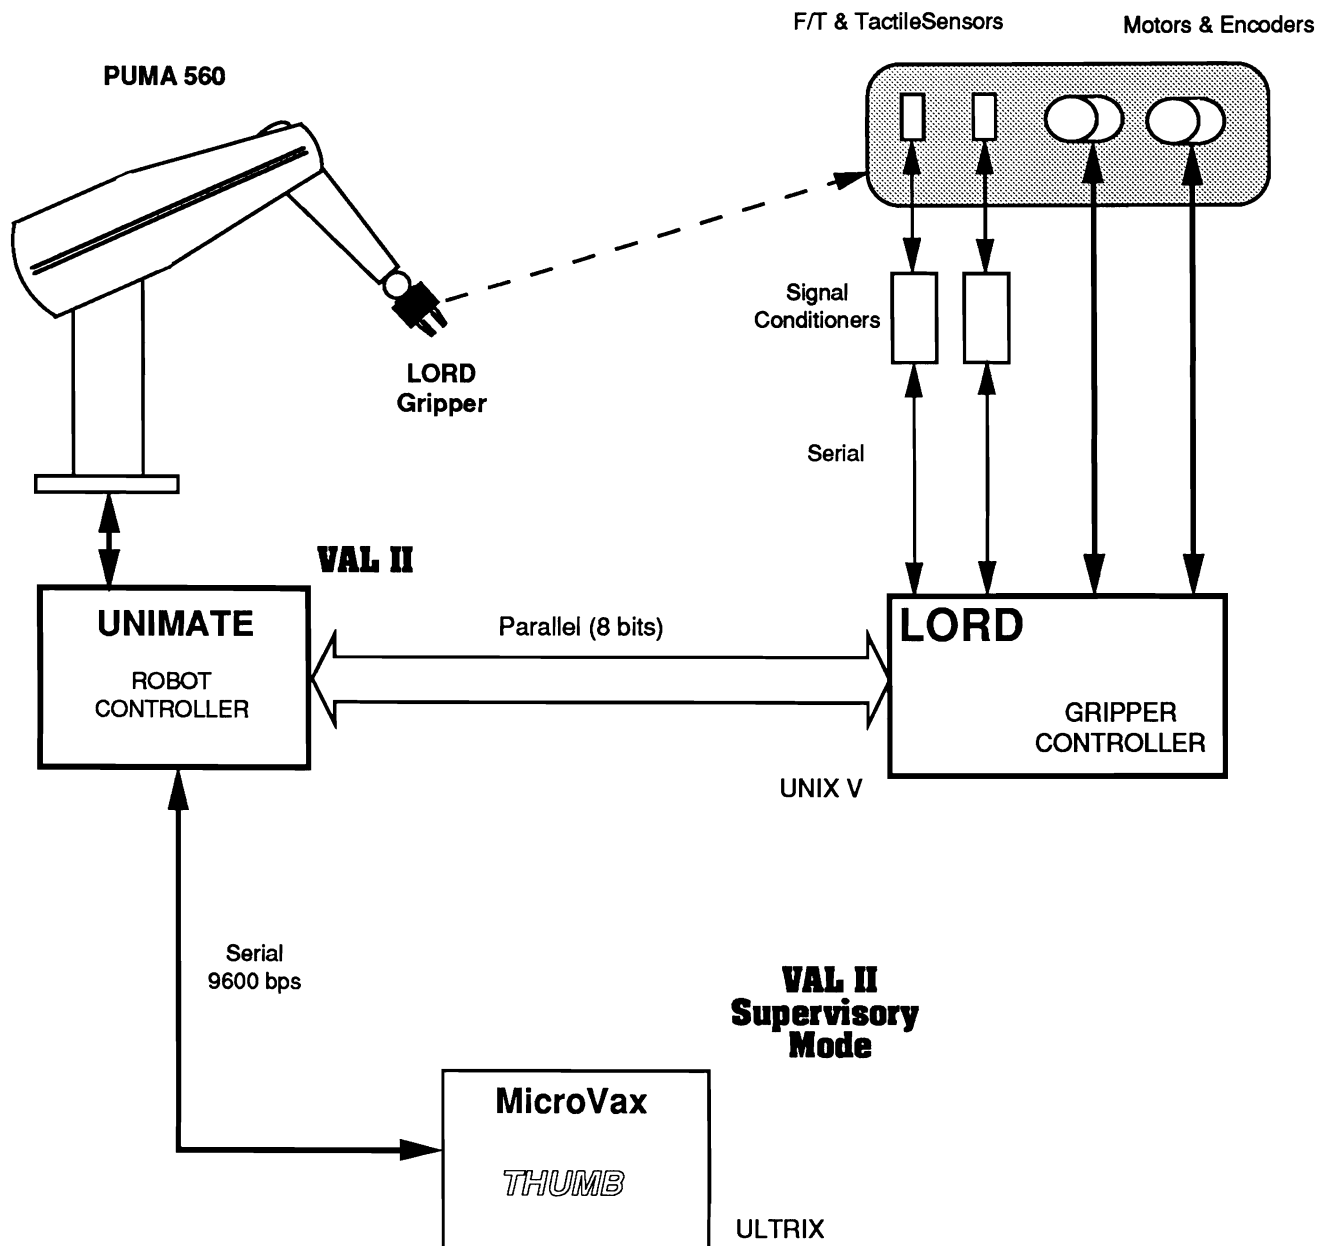 F/T & TactileSensors
Motors & Encoders
PUMA 560
Signal
Conditioners
LORD
Gripper
Serial
VAL II
UNIMATE
ROBOT
CONTROLLER
Parallel (8 bits)
LORD
GRIPPER
CONTROLLER
UNIX V
Serial
9600 bps
VAL II
Supervisory
Mode
MicroVax
THUMB
ULTRIX